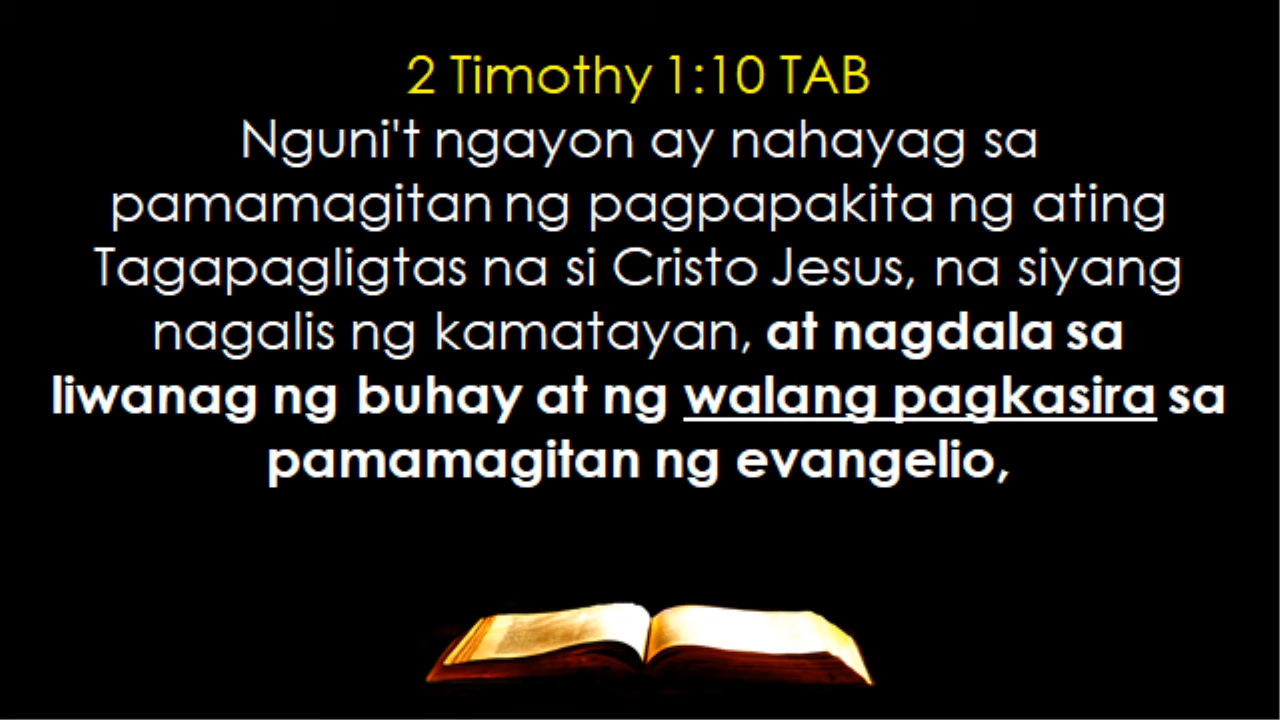 2 Timothy 1:10 TAB
Nguni't ngayon ay nahayag sa
pamamagitan ng pagpapakita ng ating
Tagapagligtas na si Cristo Jesus, na siyang
nagalis ng kamatayan, at nagdala sa
liwanag ng buhay at ng walang pagkasira sa
pamamagitan ng evangelio,